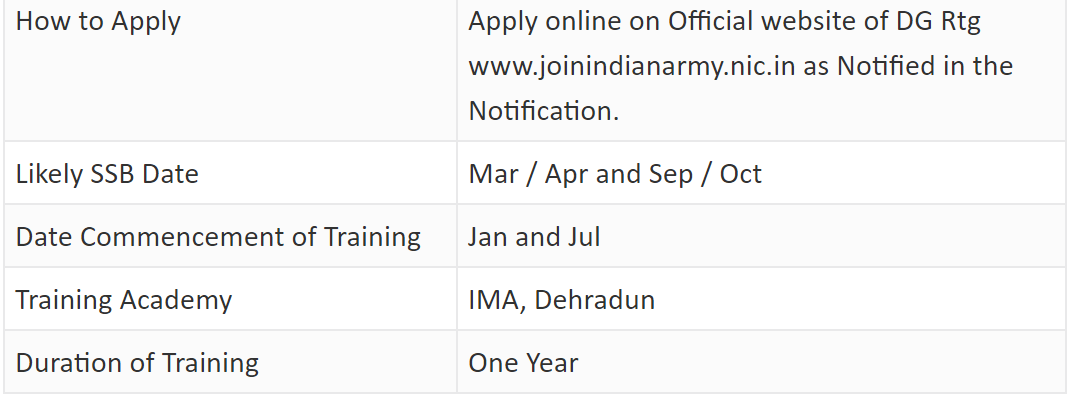 How to Apply
Apply online on Official website of DG Rtg
www.joinindianarmy.nic.in as Notified in the
Notification.
Likely SSB Date
Mar / Apr and Sep / Oct
Date Commencement of Training
Jan and Jul
Training Academy
IMA, Dehradun
Duration of Training
One Year